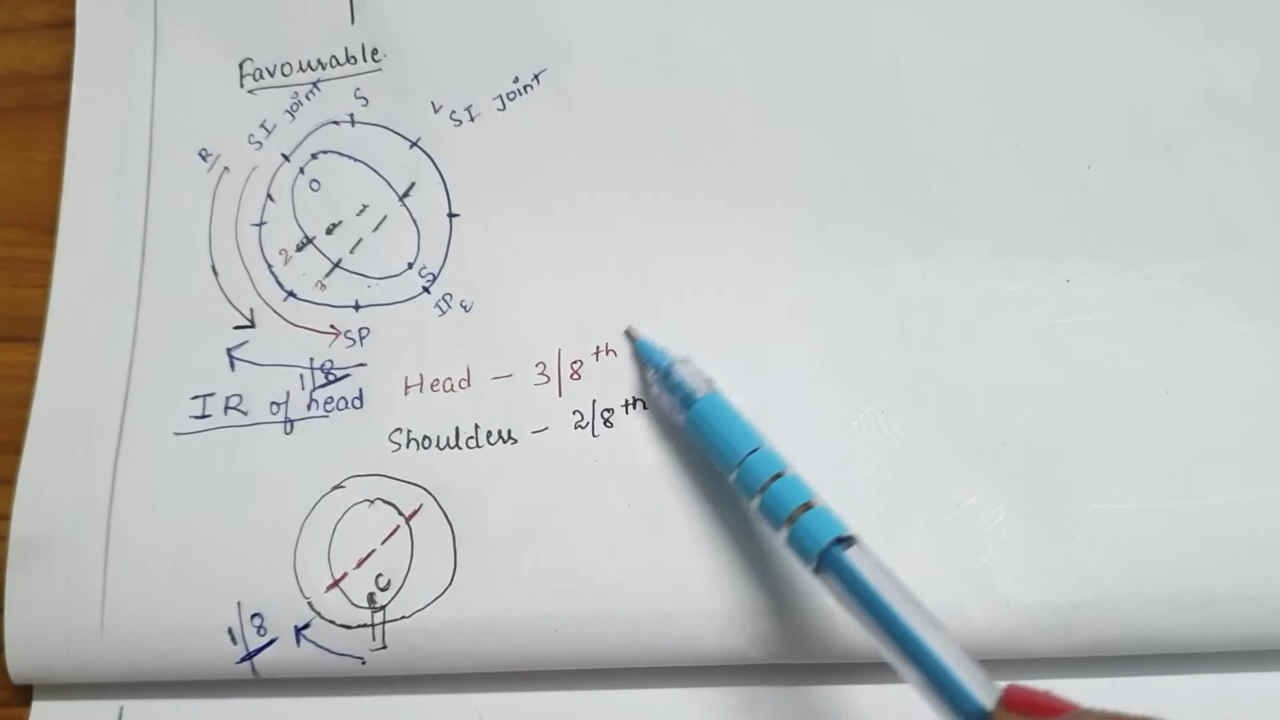 Favourable
SI joint
S
L
SI joint
R
O
2
3
S
IPE
SP
1/8
IR of head
Head - 3/8th
Shoulders - 2/8th
C
1/8